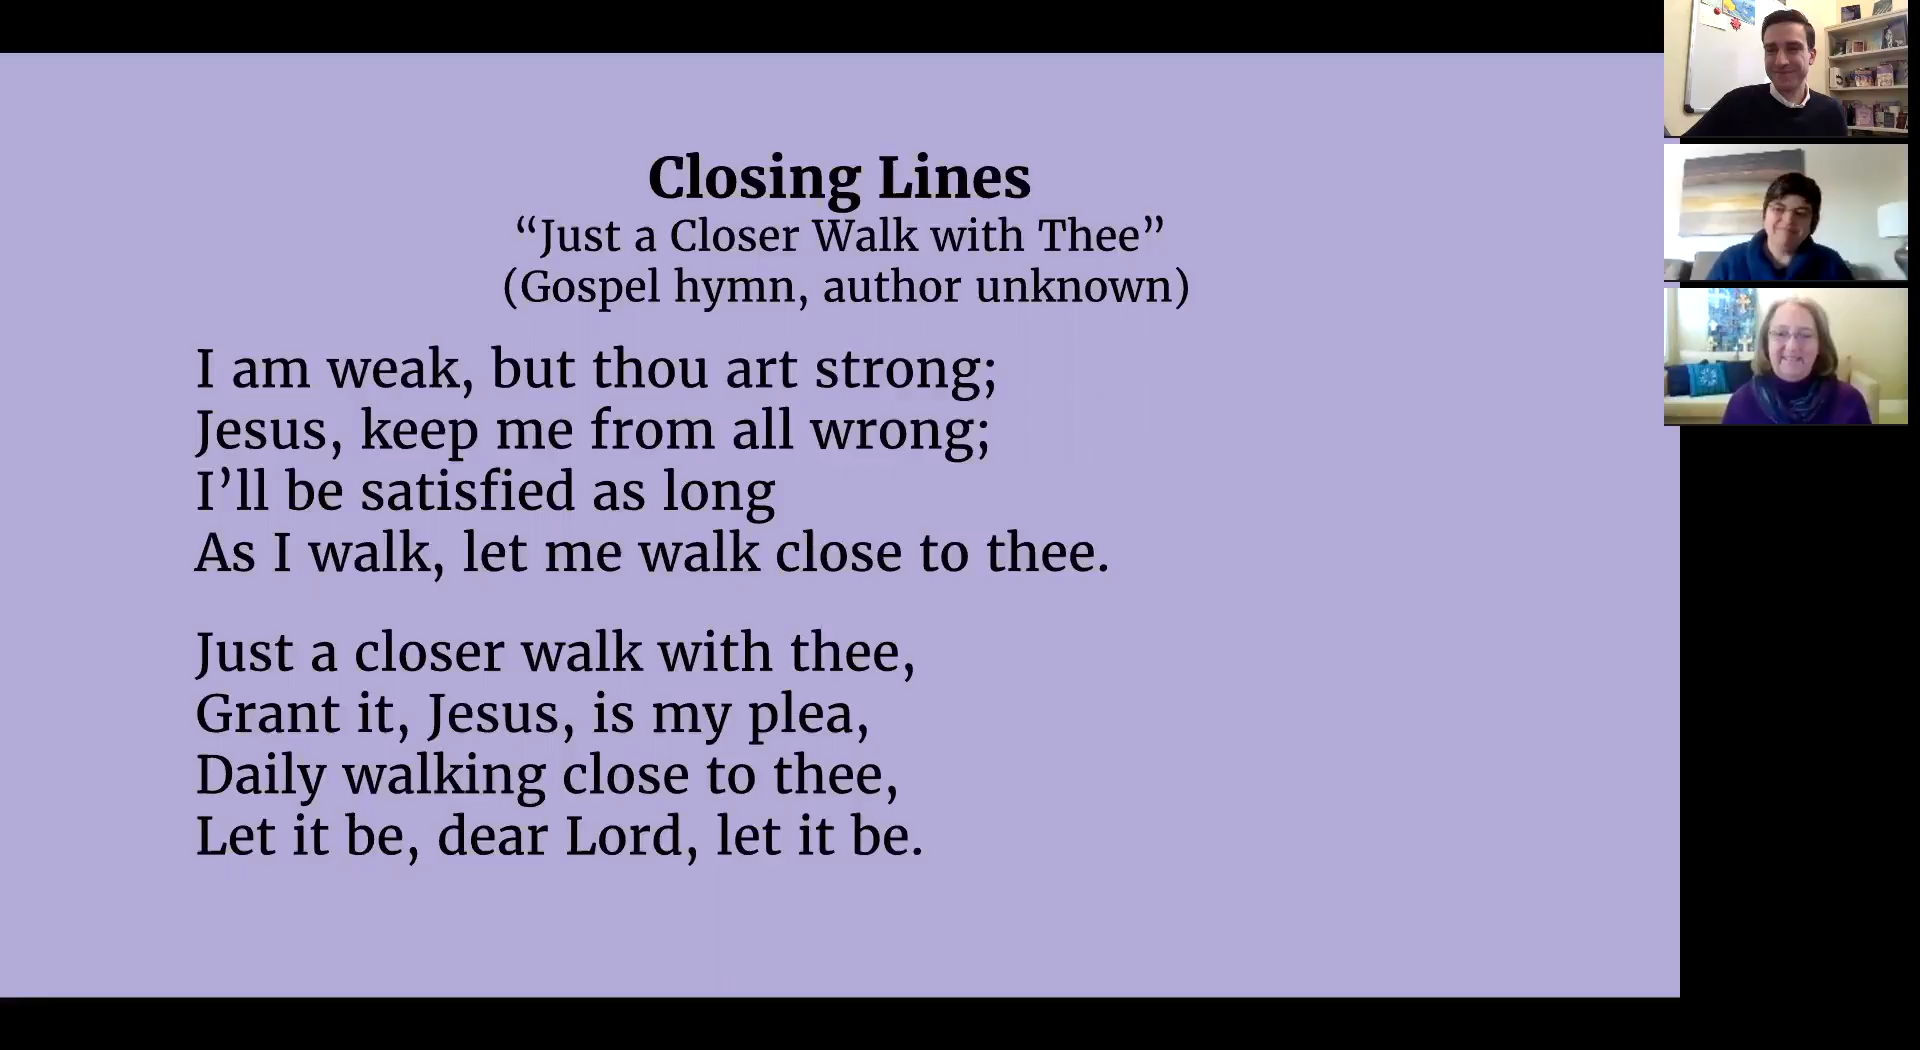 Closing Lines
“Just a Closer Walk with Thee”
(Gospel hymn, author unknown)
I am weak, but thou art strong;
Jesus, keep me from all wrong;
I’ll be satisfied as long
As I walk, let me walk close to thee.
Just a closer walk with thee,
Grant it, Jesus, is my plea,
Daily walking close to thee,
Let it be, dear Lord, let it be.